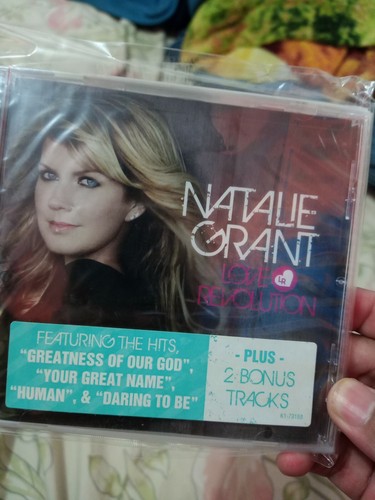 NATALIE
GRANT
LOVE LR
REVOLUTION
FEATURING THE HITS,
"GREATNESS OF OUR GOD",
"YOUR GREAT NAME",
"HUMAN", & "DARING TO BE"
- PLUS -
2 BONUS
TRACKS